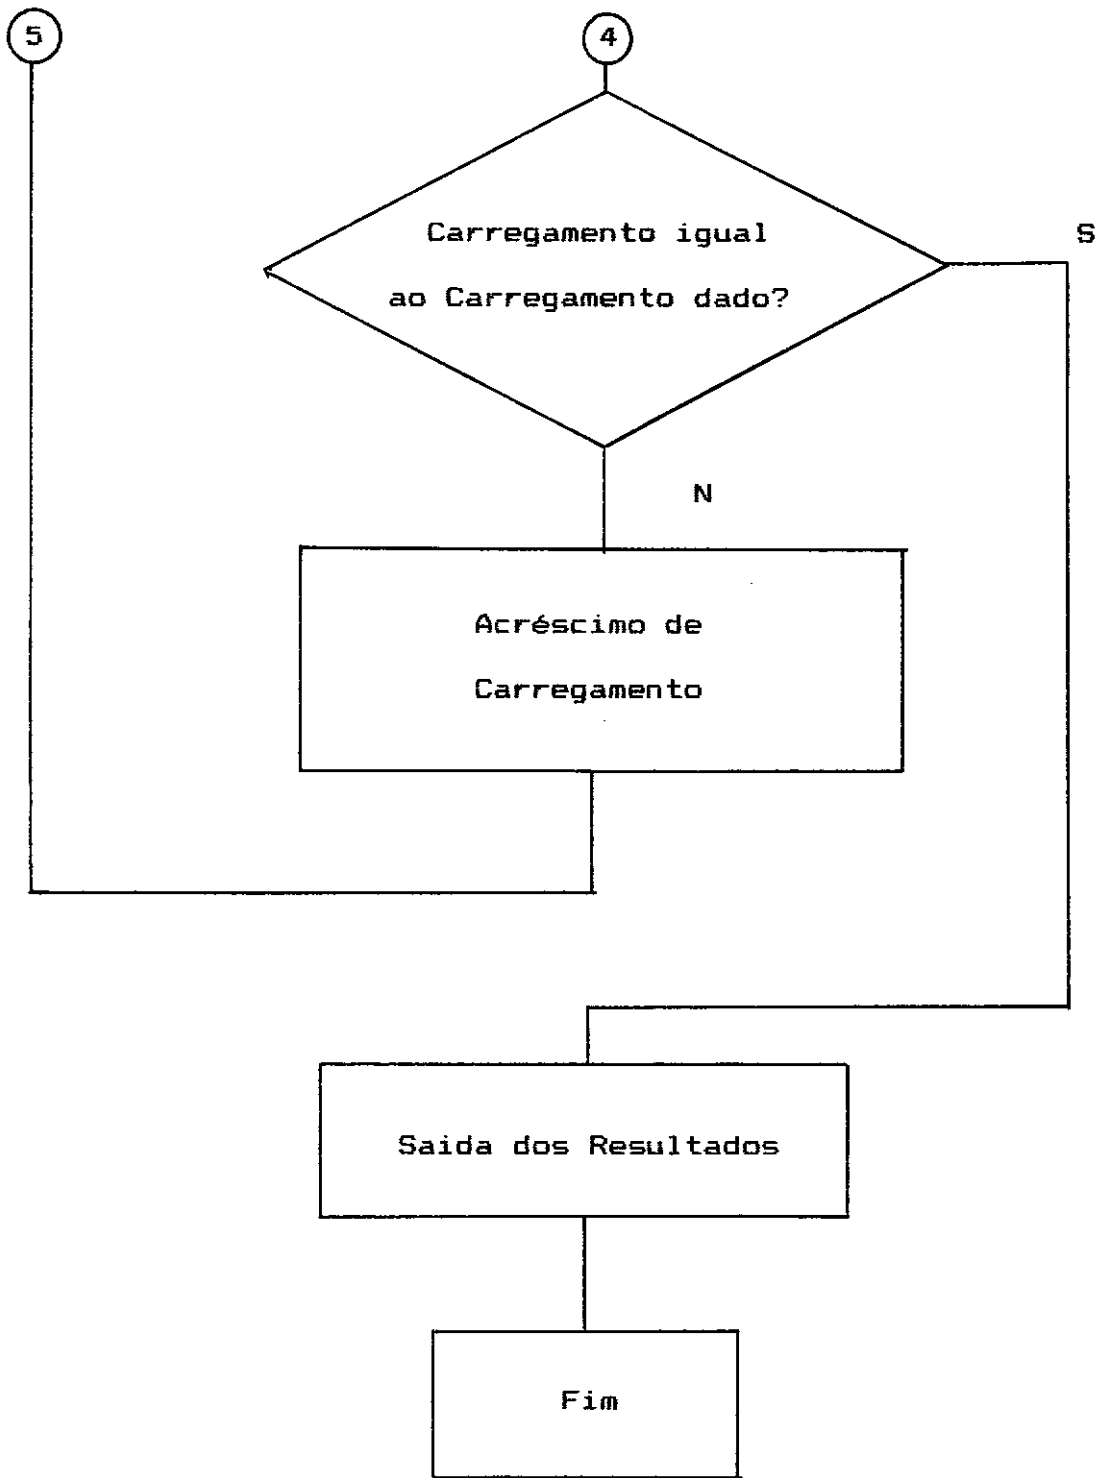 5
4
Carregamento igual
ao Carregamento dado?
S
N
Acréscimo de
Carregamento
Saida dos Resultados
Fim